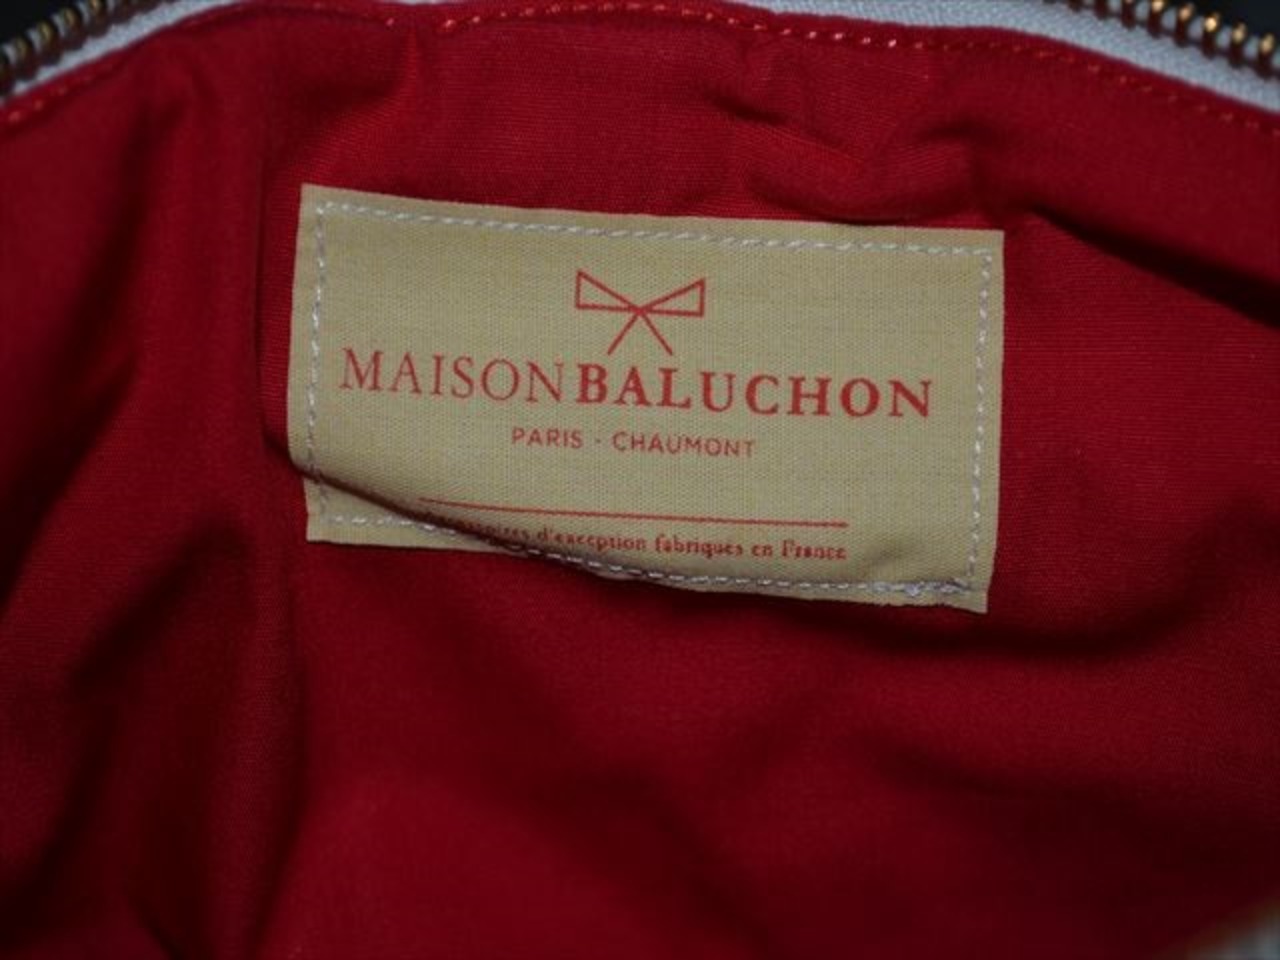 MAISONBALUCHON
PARIS · CHAUMONT
d'exception fabriqués en France